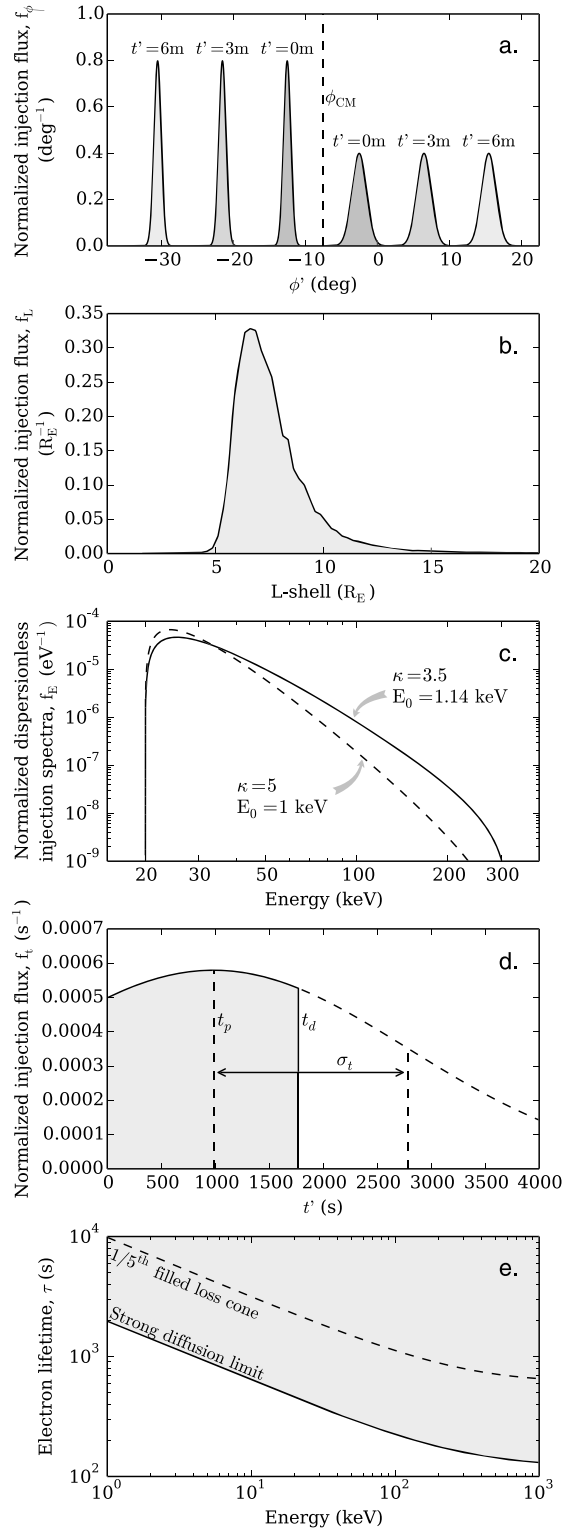 a.
Normalized injection flux, f_ϕ
(deg⁻¹)
1.0
0.8
0.6
0.4
0.2
0.0
t'=6m t'=3m t'=0m
ϕ_CM
t'=0m t'=3m t'=6m
−30 −20 −10 0 10 20
ϕ' (deg)
b.
Normalized injection flux, f_L
(R_E⁻¹)
0.35
0.30
0.25
0.20
0.15
0.10
0.05
0.00
0 5 10 15 20
L-shell (R_E)
c.
Normalized dispersionless
injection spectra, f_E (eV⁻¹)
10⁻⁴
10⁻⁵
10⁻⁶
10⁻⁷
10⁻⁸
10⁻⁹
κ=3.5
E₀=1.14 keV
κ=5
E₀=1 keV
20 30 50 100 200 300
Energy (keV)
d.
Normalized injection flux, f_t (s⁻¹)
0.0007
0.0006
0.0005
0.0004
0.0003
0.0002
0.0001
0.0000
t_p
t_d
σ_t
0 500 1000 1500 2000 2500 3000 3500 4000
t' (s)
e.
Electron lifetime, τ (s)
10⁴
10³
10²
1/5ᵗʰ filled loss cone
Strong diffusion limit
10⁰ 10¹ 10² 10³
Energy (keV)